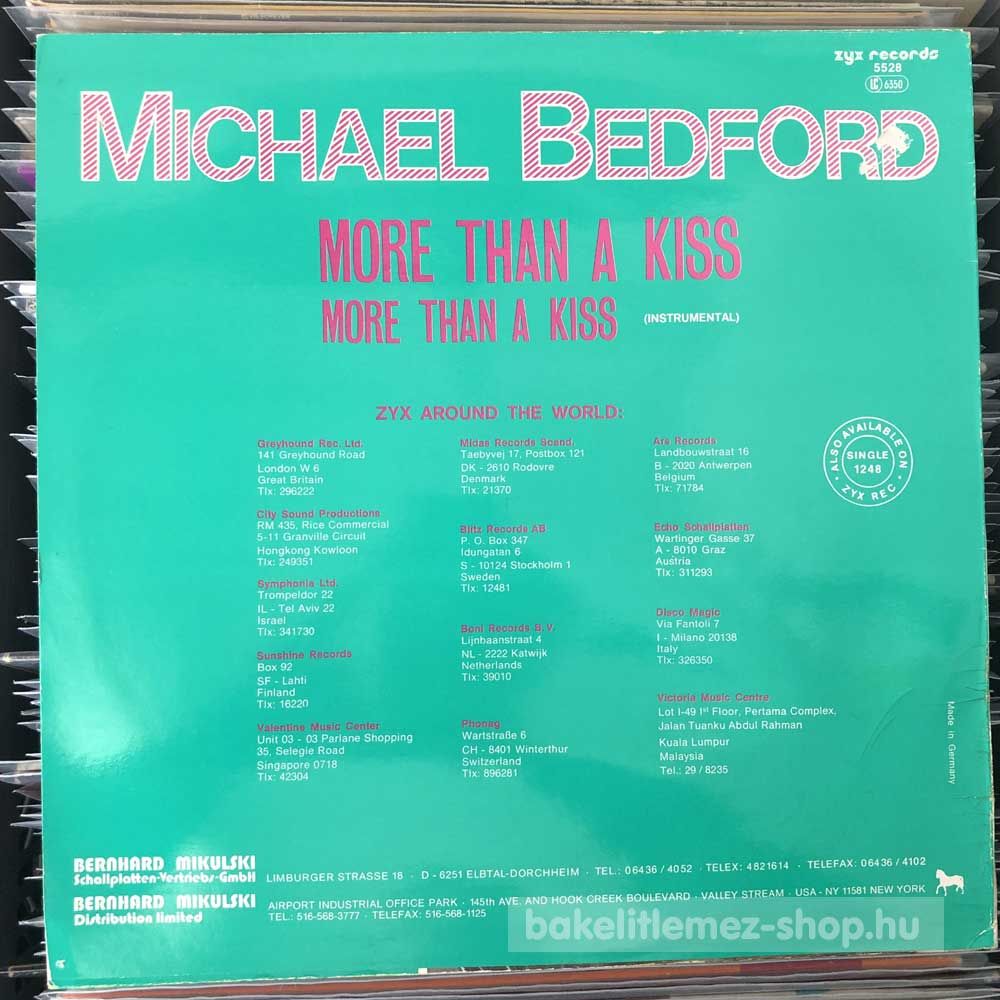 zyx records
5528
LC 6350
MICHAEL BEDFORD
MORE THAN A KISS
MORE THAN A KISS (INSTRUMENTAL)
ZYX AROUND THE WORLD:
Greyhound Rec. Ltd.
141 Greyhound Road
London W 6
Great Britain
Tlx: 296222
City Sound Productions
RM 435, Rice Commercial
5-11 Granville Circuit
Hongkong Kowloon
Tlx: 249351
Symphonia Ltd.
Trompeldor 22
IL - Tel Aviv 22
Israel
Tlx: 341730
Sunshine Records
Box 92
SF - Lahti
Finland
Tlx: 16220
Valentine Music Center
Unit 03 - 03 Parlane Shopping
35, Selegie Road
Singapore 0718
Tlx: 42304
Midas Records Scand.
Taebyvej 17, Postbox 121
DK - 2610 Rodovre
Denmark
Tlx: 21370
Blitz Records AB
P. O. Box 347
Idungatan 6
S - 10124 Stockholm 1
Sweden
Tlx: 12481
Boni Records B.V.
Lijnbaanstraat 4
NL - 2222 Katwijk
Netherlands
Tlx: 39010
Phonag
Wartstraße 6
CH - 8401 Winterthur
Switzerland
Tlx: 896281
Ars Records
Landbouwstraat 16
B - 2020 Antwerpen
Belgium
Tlx: 71784
Echo Schallplatten
Wartinger Gasse 37
A - 8010 Graz
Austria
Tlx: 311293
Disco Magic
Via Fantoli 7
I - Milano 20138
Italy
Tlx: 326350
Victoria Music Centre
Lot I-49 Ist Floor, Pertama Complex,
Jalan Tuanku Abdul Rahman
Kuala Lumpur
Malaysia
Tel.: 29 / 8235
ALSO AVAILABLE ON
SINGLE
1248
· ZYX REC ·
Made in Germany
BERNHARD MIKULSKI
Schallplatten-Vertriebs-GmbH LIMBURGER STRASSE 18 · D - 6251 ELBTAL-DORCHHEIM · TEL.: 06436 / 4052 · TELEX: 4821614 · TELEFAX: 06436 / 4102
BERNHARD MIKULSKI
Distribution limited
AIRPORT INDUSTRIAL OFFICE PARK · 145th AVE. AND HOOK CREEK BOULEVARD · VALLEY STREAM · USA - NY 11581 NEW YORK
TEL: 516-568-3777 · TELEFAX: 516-568-1125
bakelitlemez-shop.hu